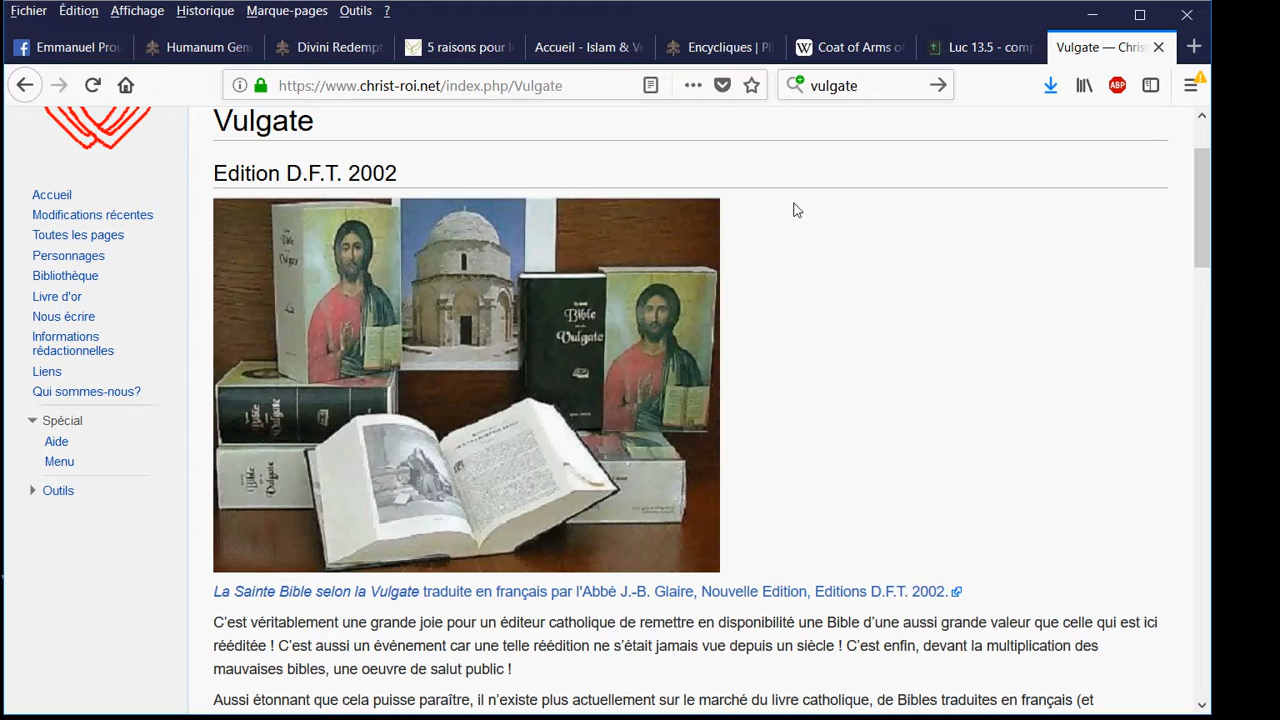 Fichier Édition Affichage Historique Marque-pages Outils ?
Emmanuel Prou
Humanum Gen
Divini Redempt
5 raisons pour l
Accueil - Islam & V
Encycliques | Pl
Coat of Arms of
Luc 13.5 - comp
Vulgate — Chris
https://www.christ-roi.net/index.php/Vulgate
vulgate
ABP
Vulgate
Edition D.F.T. 2002
Accueil
Modifications récentes
Toutes les pages
Personnages
Bibliothèque
Livre d'or
Nous écrire
Informations
rédactionnelles
Liens
Qui sommes-nous?
Spécial
Aide
Menu
Outils
Bible
Vulgate
La Sainte Bible selon la Vulgate traduite en français par l'Abbé J.-B. Glaire, Nouvelle Edition, Editions D.F.T. 2002.
C’est véritablement une grande joie pour un éditeur catholique de remettre en disponibilité une Bible d’une aussi grande valeur que celle qui est ici
rééditée ! C’est aussi un évènement car une telle réédition ne s’était jamais vue depuis un siècle ! C’est enfin, devant la multiplication des
mauvaises bibles, une oeuvre de salut public !
Aussi étonnant que cela puisse paraître, il n’existe plus actuellement sur le marché du livre catholique, de Bibles traduites en français (et